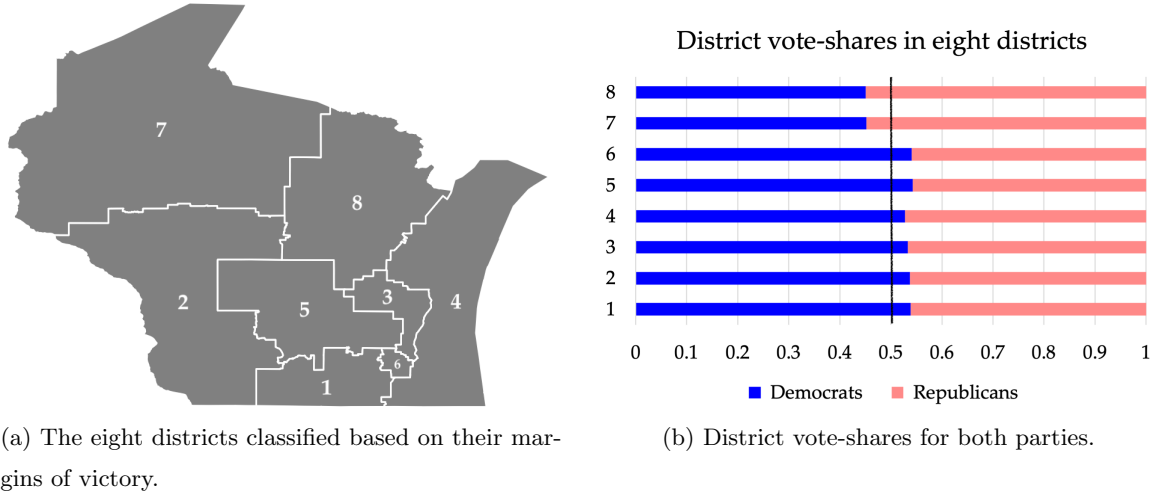 7
8
2
5
3
4
6
1
(a) The eight districts classified based on their mar-
gins of victory.
District vote-shares in eight districts
8
7
6
5
4
3
2
1
0 0.1 0.2 0.3 0.4 0.5 0.6 0.7 0.8 0.9 1
Democrats Republicans
(b) District vote-shares for both parties.